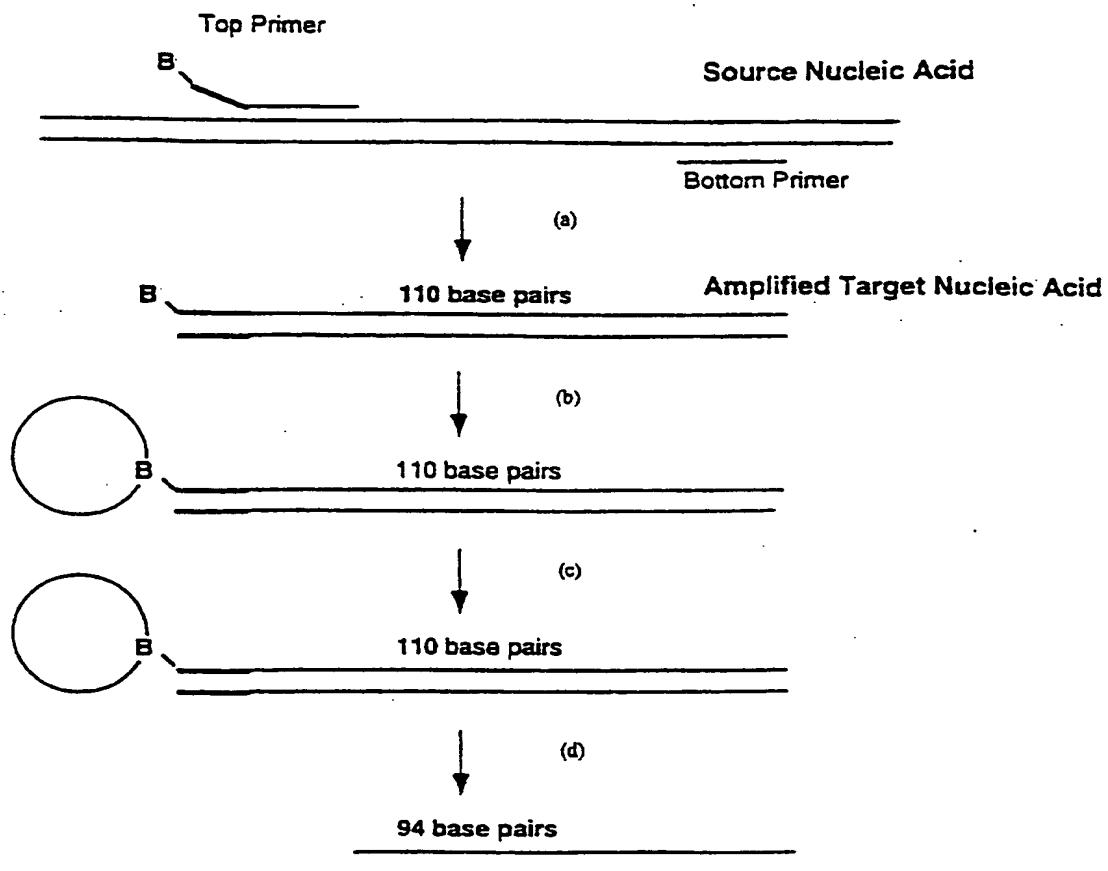 Top Primer
B
Source Nucleic Acid
Bottom Primer
(a)
B
110 base pairs
Amplified Target Nucleic Acid
(b)
110 base pairs
B
(c)
110 base pairs
B
(d)
94 base pairs